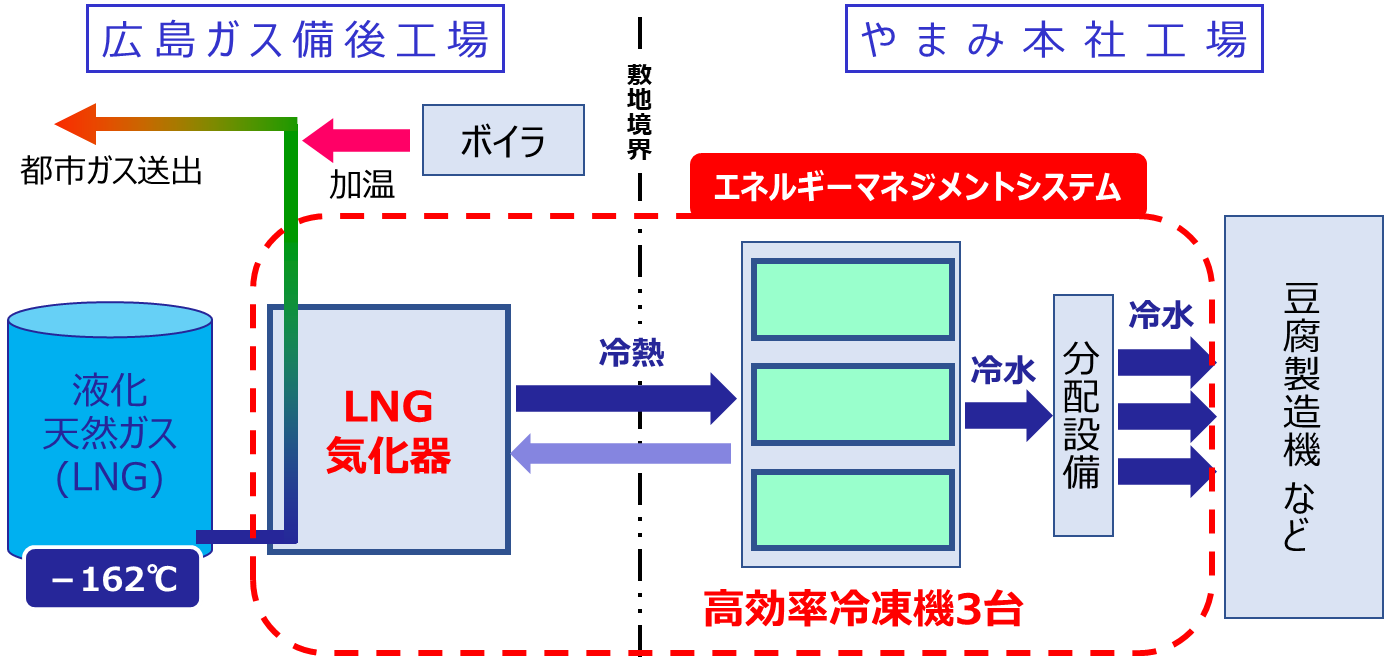 広島ガス備後工場
やまみ本社工場
敷地境界
ボイラ
加温
都市ガス送出
エネルギーマネジメントシステム
液化
天然ガス
(LNG)
－162℃
LNG
気化器
冷熱
冷水
分配設備
冷水
豆腐製造機 など
高効率冷凍機3台